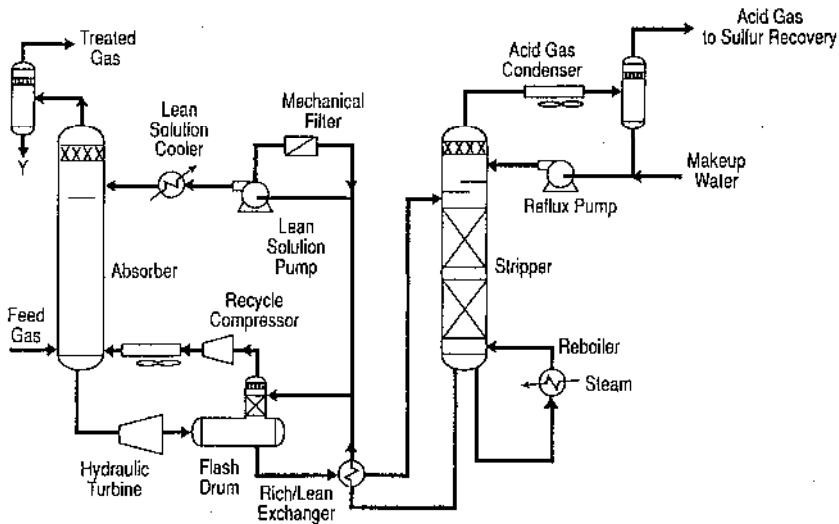 Treated
Gas
Y
Lean
Solution
Cooler
Mechanical
Filter
Lean
Solution
Pump
Absorber
Feed
Gas
Recycle
Compressor
Hydraulic
Turbine
Flash
Drum
Rich/Lean
Exchanger
Acid Gas
Condenser
Acid Gas
to Sulfur Recovery
Makeup
Water
Reflux Pump
Stripper
Reboiler
Steam